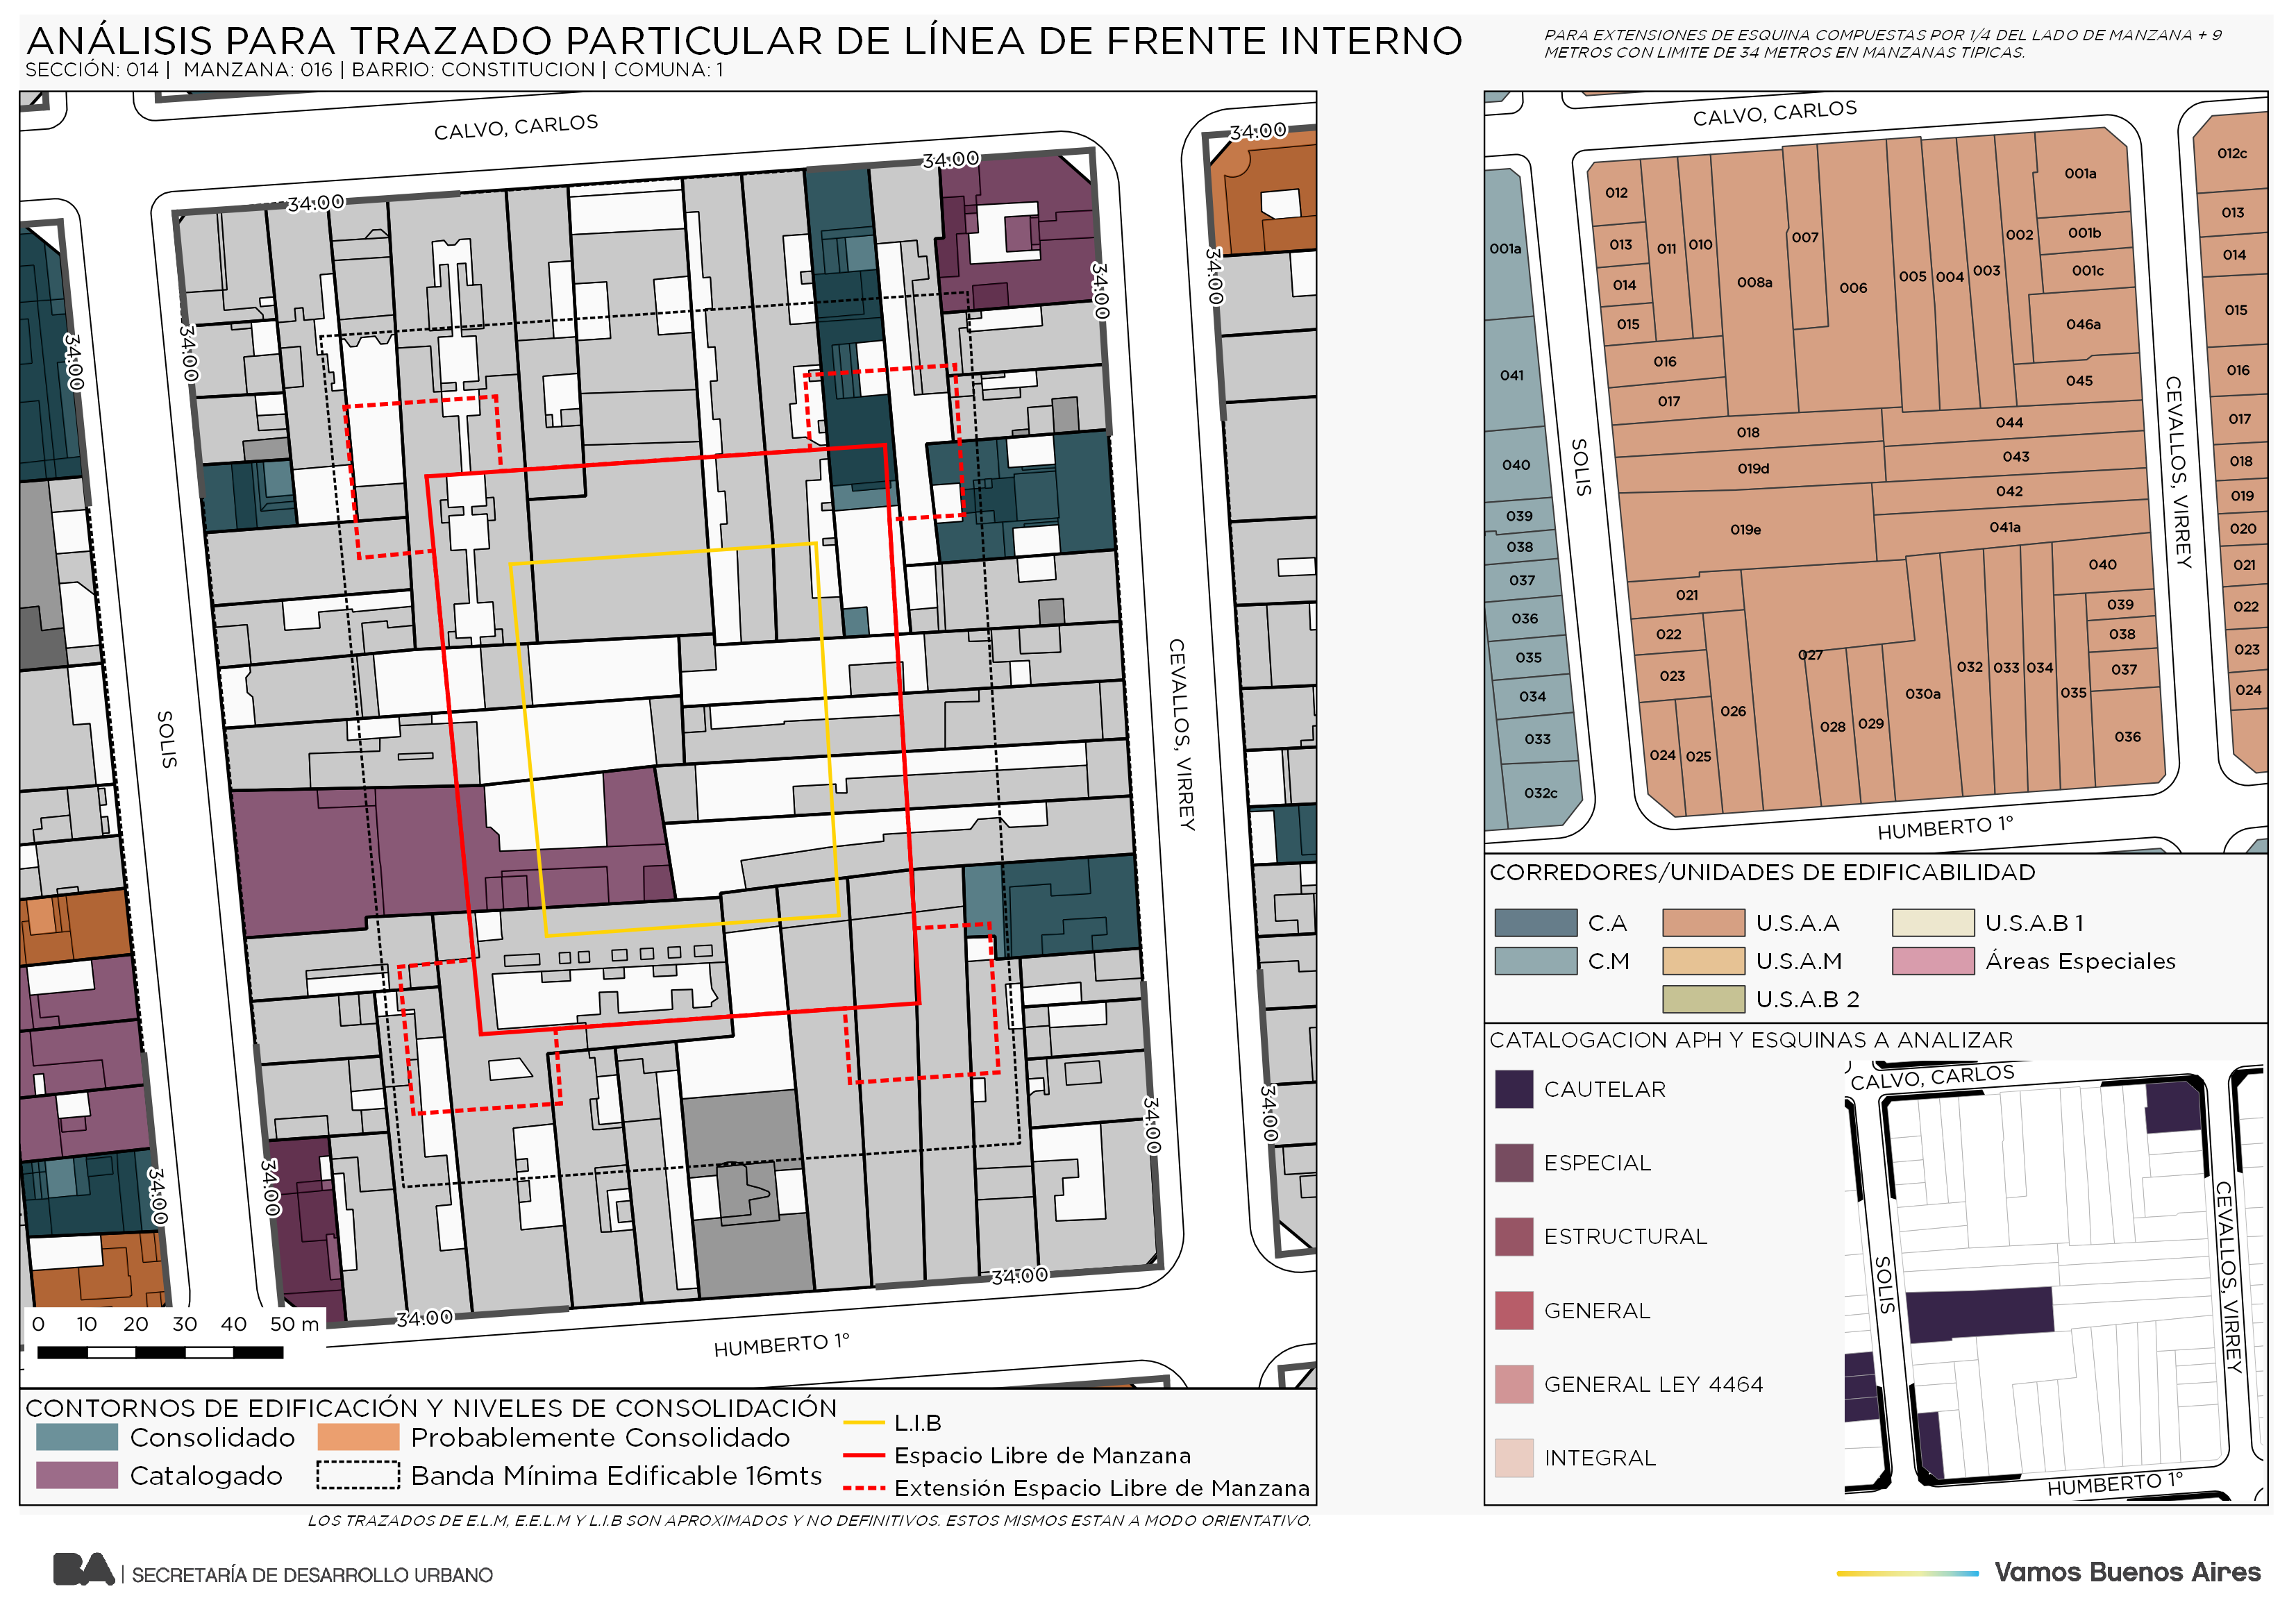 ANÁLISIS PARA TRAZADO PARTICULAR DE LÍNEA DE FRENTE INTERNO
SECCIÓN: 014 | MANZANA: 016 | BARRIO: CONSTITUCION | COMUNA: 1
PARA EXTENSIONES DE ESQUINA COMPUESTAS POR 1/4 DEL LADO DE MANZANA + 9
METROS CON LIMITE DE 34 METROS EN MANZANAS TIPICAS.
CALVO, CARLOS
34.00
34.00
34.00
34.00
34.00
34.00
34.00
SOLIS
CEVALLOS, VIRREY
34.00
34.00
34.00
34.00
34.00
34.00
HUMBERTO 1°
0 10 20 30 40 50 m
CONTORNOS DE EDIFICACIÓN Y NIVELES DE CONSOLIDACIÓN
Consolidado
Probablemente Consolidado
Catalogado
Banda Mínima Edificable 16mts
L.I.B
Espacio Libre de Manzana
Extensión Espacio Libre de Manzana
LOS TRAZADOS DE E.L.M, E.E.L.M Y L.I.B SON APROXIMADOS Y NO DEFINITIVOS. ESTOS MISMOS ESTAN A MODO ORIENTATIVO.
CALVO, CARLOS
SOLIS
CEVALLOS, VIRREY
HUMBERTO 1°
001a
041
040
039
038
037
036
035
034
033
032c
012
013
014
015
011
010
008a
007
006
005
004
003
002
001a
001b
001c
046a
045
016
017
018
019d
019e
044
043
042
041a
021
022
023
024
025
026
027
028
029
030a
032
033
034
035
040
039
038
037
036
012c
013
014
015
016
017
018
019
020
021
022
023
024
CORREDORES/UNIDADES DE EDIFICABILIDAD
C.A
U.S.A.A
U.S.A.B 1
C.M
U.S.A.M
Áreas Especiales
U.S.A.B 2
CATALOGACION APH Y ESQUINAS A ANALIZAR
CAUTELAR
ESPECIAL
ESTRUCTURAL
GENERAL
GENERAL LEY 4464
INTEGRAL
CALVO, CARLOS
SOLIS
CEVALLOS, VIRREY
HUMBERTO 1°
BA | SECRETARÍA DE DESARROLLO URBANO
Vamos Buenos Aires